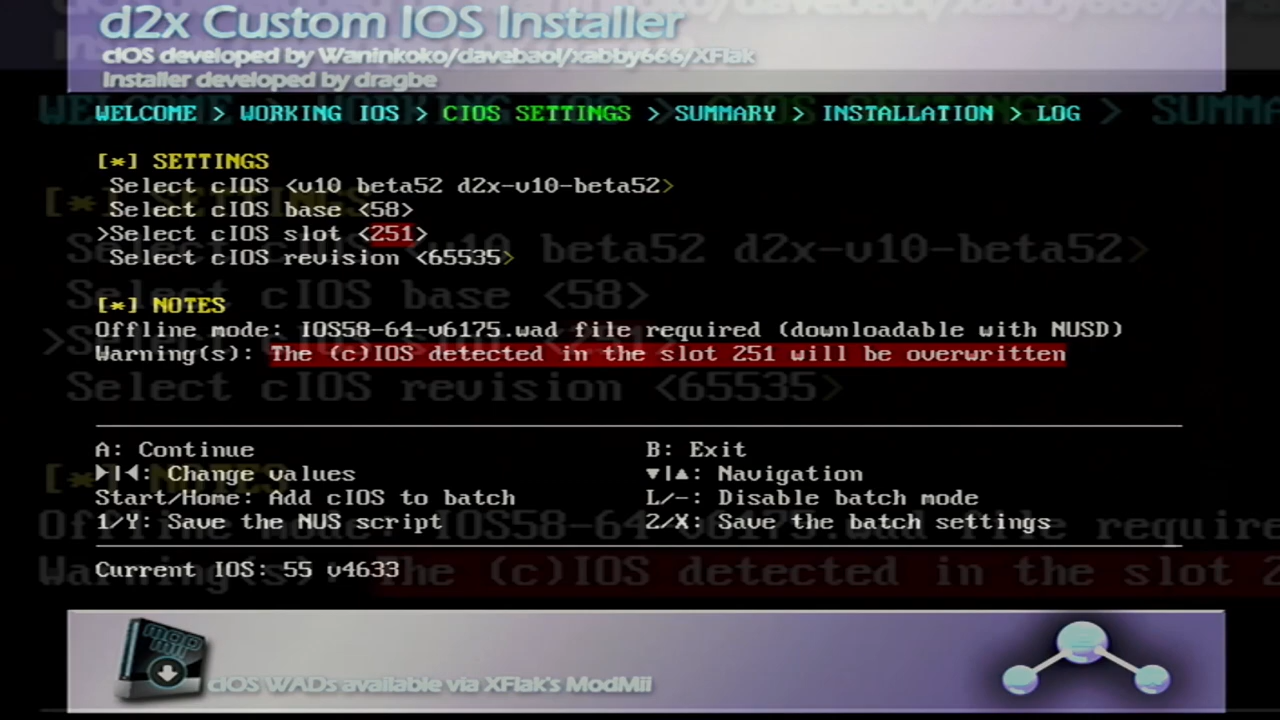 d2x Custom IOS Installer
cIOS developed by Waninkoko/davebaol/xabby666/XFlak
Installer developed by dragbe
WELCOME > WORKING IOS > CIOS SETTINGS > SUMMARY > INSTALLATION > LOG
[*] SETTINGS
Select cIOS <v10 beta52 d2x-v10-beta52>
Select cIOS base <58>
>Select cIOS slot <251>
Select cIOS revision <65535>
[*] NOTES
Offline mode: IOS58-64-v6175.wad file required (downloadable with NUSD)
Warning(s): The (c)IOS detected in the slot 251 will be overwritten
A: Continue
B: Exit
►|◄: Change values
▼|▲: Navigation
Start/Home: Add cIOS to batch
L/-: Disable batch mode
1/Y: Save the NUS script
2/X: Save the batch settings
Current IOS: 55 v4633
mod mii
cIOS WADs available via XFlak's ModMii